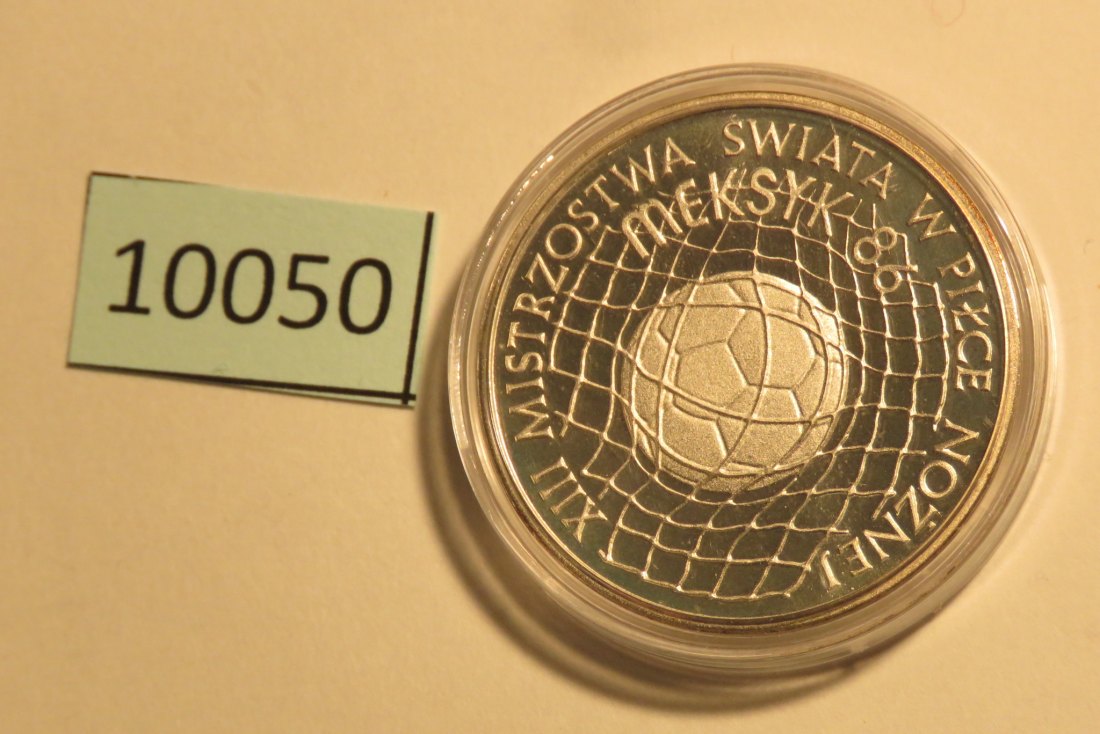 10050
XIII MISTRZOSTWA ŚWIATA W PIŁCE NOŻNEJ
MEKSYK 86